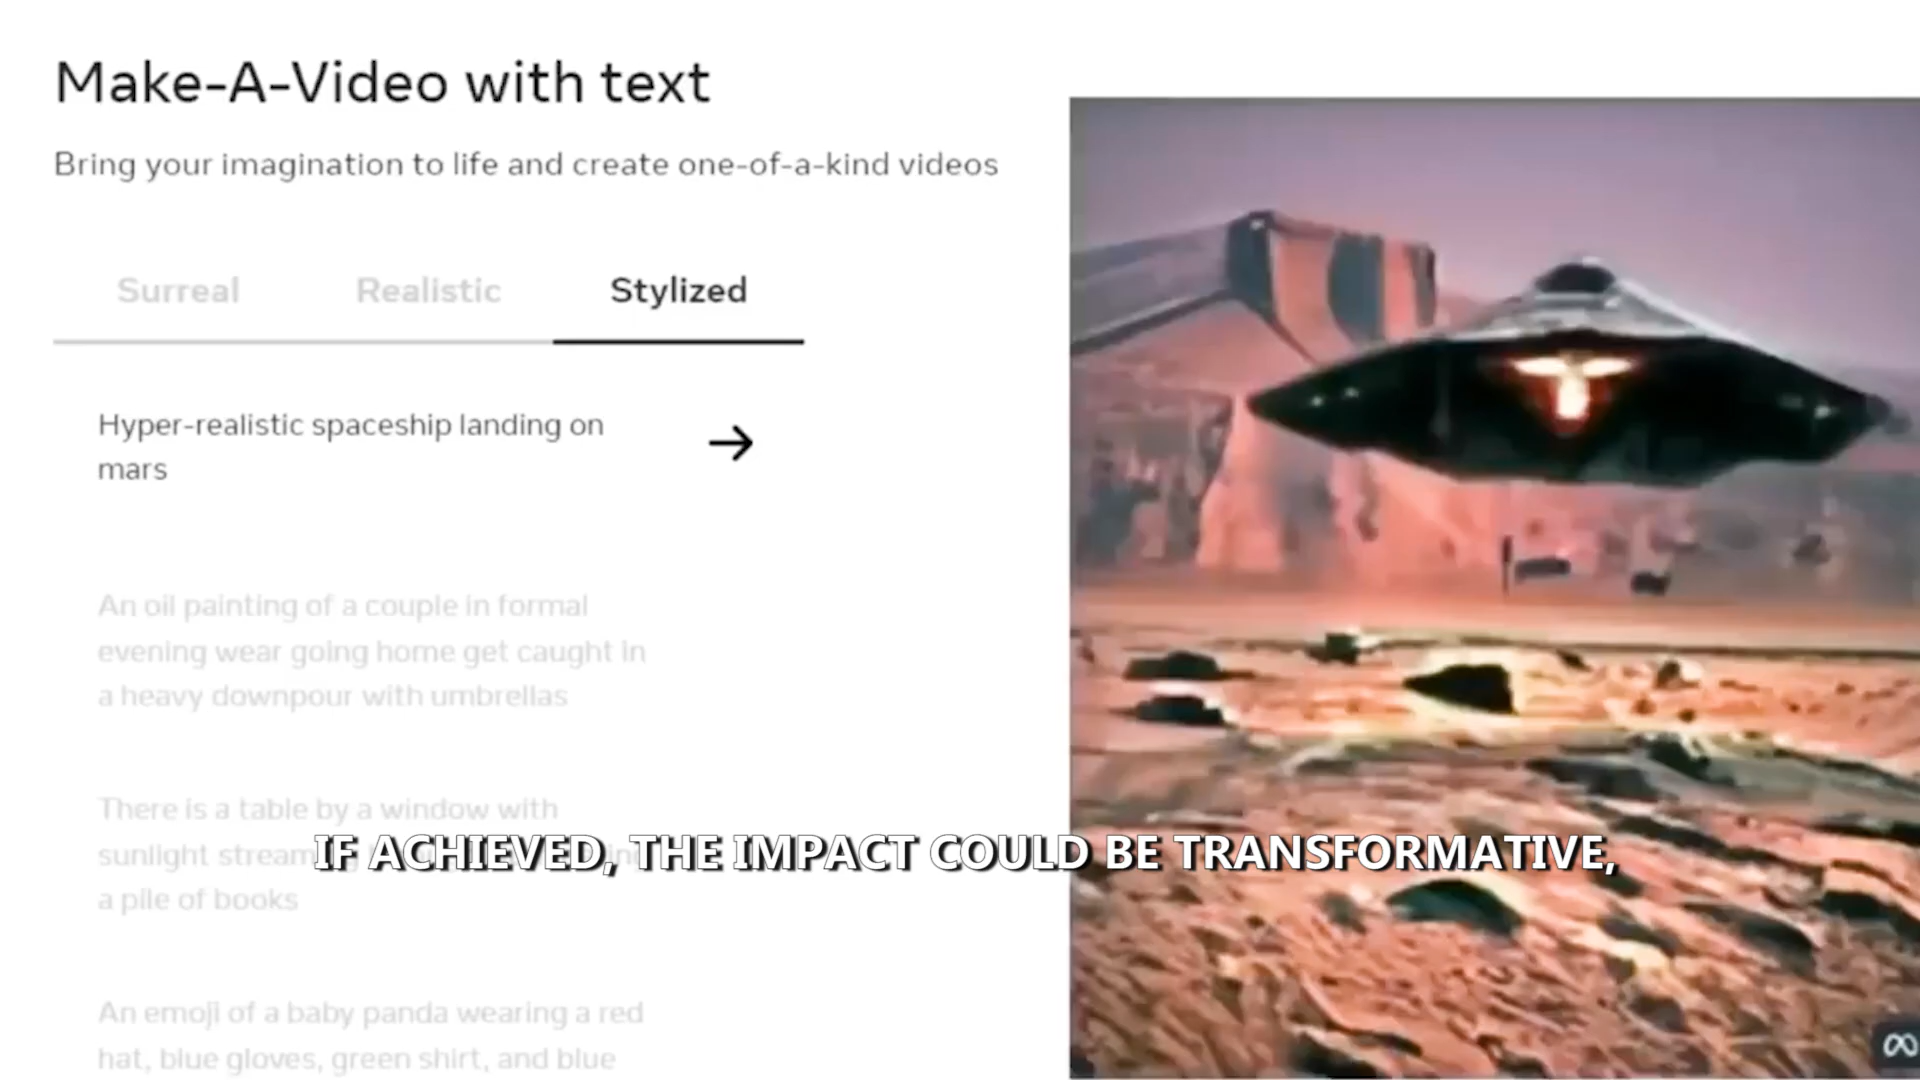 Make-A-Video with text
Bring your imagination to life and create one-of-a-kind videos
Surreal Realistic Stylized
Hyper-realistic spaceship landing on
mars
An oil painting of a couple in formal
evening wear going home get caught in
a heavy downpour with umbrellas
There is a table by a window with
sunlight
a pile of books
IF ACHIEVED, THE IMPACT COULD BE TRANSFORMATIVE,
An emoji of a baby panda wearing a red
hat, blue gloves, green shirt, and blue